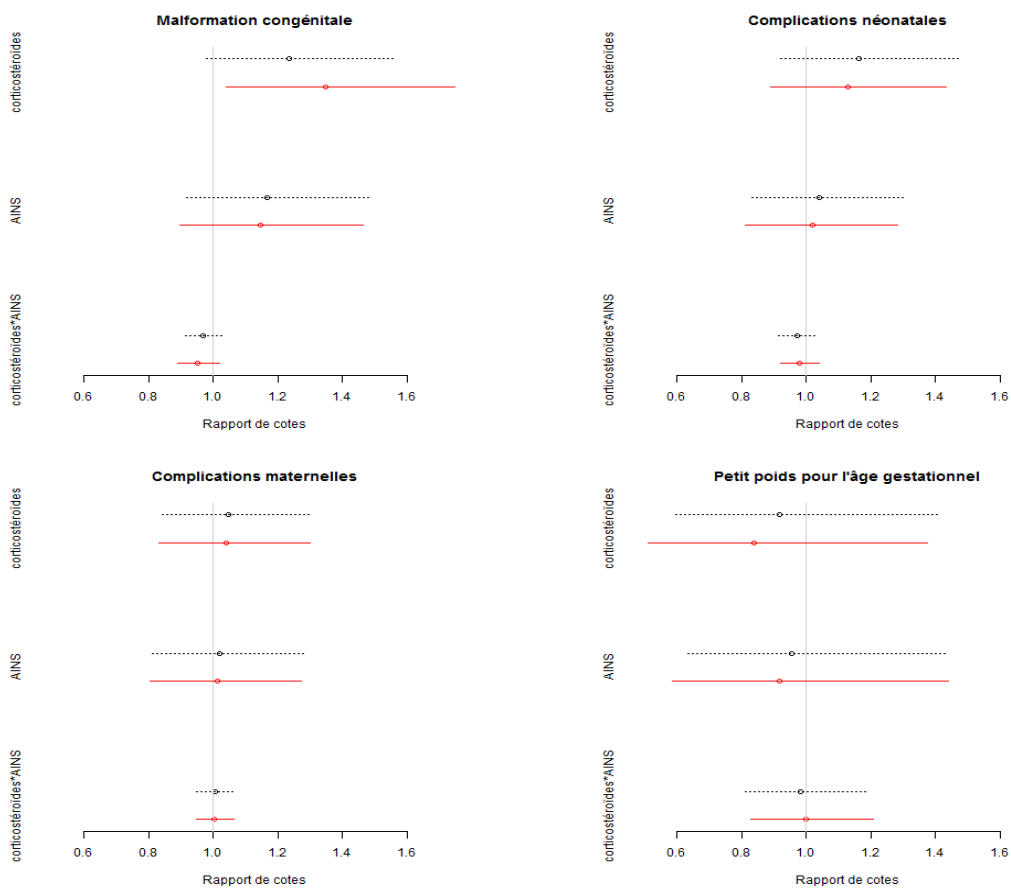 Malformation congénitale
corticostéroïdes
AINS
corticostéroïdes*AINS
0.6 0.8 1.0 1.2 1.4 1.6
Rapport de cotes
Complications néonatales
corticostéroïdes
AINS
corticostéroïdes*AINS
0.6 0.8 1.0 1.2 1.4 1.6
Rapport de cotes
Complications maternelles
corticostéroïdes
AINS
corticostéroïdes*AINS
0.6 0.8 1.0 1.2 1.4 1.6
Rapport de cotes
Petit poids pour l'âge gestationnel
corticostéroïdes
AINS
corticostéroïdes*AINS
0.6 0.8 1.0 1.2 1.4 1.6
Rapport de cotes